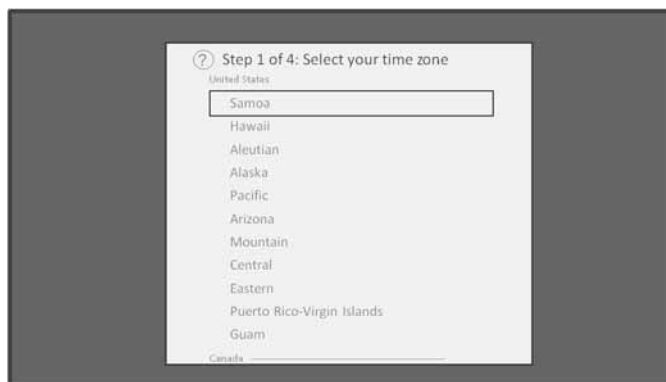 ? Step 1 of 4: Select your time zone
United States
Samoa
Hawaii
Aleutian
Alaska
Pacific
Arizona
Mountain
Central
Eastern
Puerto Rico-Virgin Islands
Guam
Canada